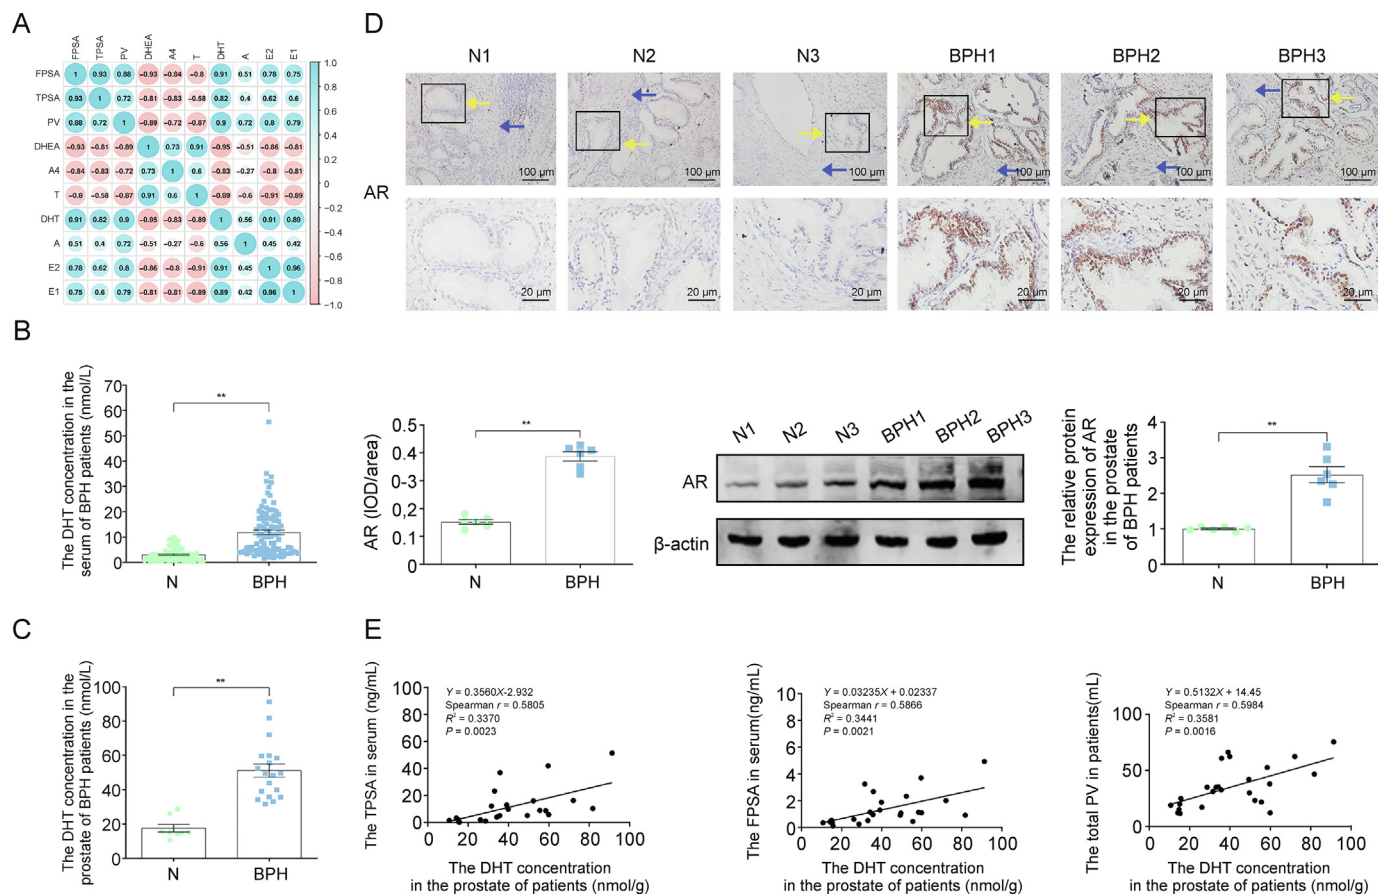 A
FPSA TPSA PV DHEA A4 T DHT A E2 E1
FPSA 1 0.93 0.88 −0.93 −0.84 −0.8 0.91 0.51 0.78 0.75
TPSA 0.93 1 0.72 −0.81 −0.83 −0.58 0.82 0.4 0.62 0.6
PV 0.88 0.72 1 −0.89 −0.72 −0.87 0.9 0.72 0.8 0.79
DHEA −0.93 −0.81 −0.89 1 0.73 0.91 −0.95 −0.51 −0.86 −0.81
A4 −0.84 −0.83 −0.72 0.73 1 0.6 −0.83 −0.27 −0.8 −0.81
T −0.8 −0.58 −0.87 0.91 0.6 1 −0.89 −0.6 −0.91 −0.89
DHT 0.91 0.82 0.9 −0.95 −0.83 −0.89 1 0.56 0.91 0.89
A 0.51 0.4 0.72 −0.51 −0.27 −0.6 0.56 1 0.45 0.42
E2 0.78 0.62 0.8 −0.86 −0.8 −0.91 0.91 0.45 1 0.96
E1 0.75 0.6 0.79 −0.81 −0.81 −0.89 0.89 0.42 0.96 1
1.0
0.8
0.6
0.4
0.2
0
−0.2
−0.4
−0.6
−0.8
−1.0
D
N1 N2 N3 BPH1 BPH2 BPH3
AR
100 µm 100 µm 100 µm 100 µm 100 µm 100 µm
20 µm 20 µm 20 µm 20 µm 20 µm 20 µm
B
The DHT concentration in the
serum of BPH patients (nmol/L)
70
60
50
40
30
20
10
0
**
N BPH
AR (IOD/area)
0.5
0.4
0-3
0,2
0.1
**
N BPH
N1 N2 N3 BPH1 BPH2 BPH3
AR
β-actin
The relative protein
expression of AR
in the prostate
of BPH patients
4
3
2
1
0
**
N BPH
C
The DHT concentration in the
prostate of BPH patients (nmol/L)
100
80
60
40
20
0
**
N BPH
E
The TPSA in serum (ng/mL)
100
80
60
40
20
0
Y = 0.3560X-2.932
Spearman r = 0.5805
R² = 0.3370
P = 0.0023
0 20 40 60 80 100
The DHT concentration
in the prostate of patients (nmol/g)
The FPSA in serum(ng/mL)
10
8
6
4
2
0
Y = 0.03235X + 0.02337
Spearman r = 0.5866
R² = 0.3441
P = 0.0021
0 20 40 60 80 100
The DHT concentration
in the prostate of patients (nmol/g)
The total PV in patients(mL)
100
50
0
Y = 0.5132X + 14.45
Spearman r = 0.5984
R² = 0.3581
P = 0.0016
0 20 40 60 80 100
The DHT concentration
in the prostate of patients (nmol/g)